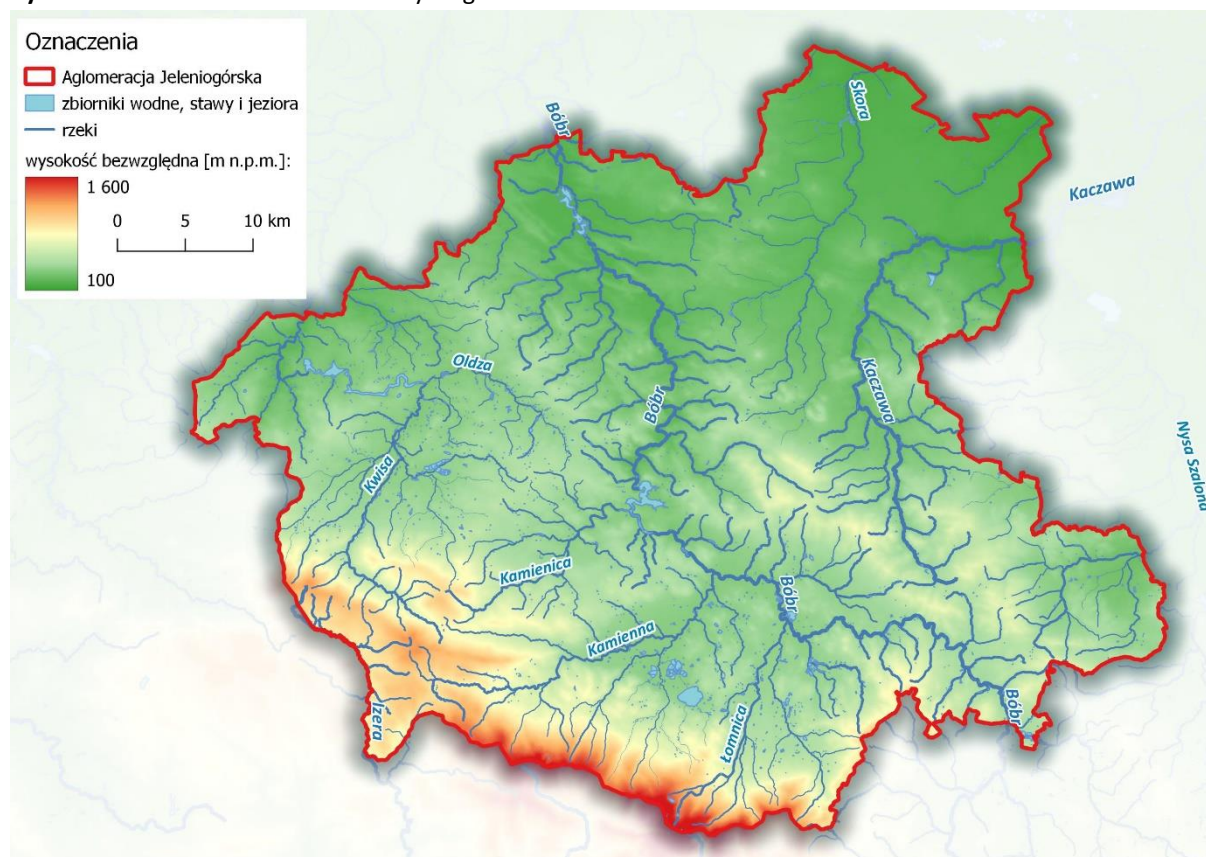 Oznaczenia
Aglomeracja Jeleniogórska
zbiorniki wodne, stawy i jeziora
rzeki
wysokość bezwzględna [m n.p.m.]:
1 600
100
0 5 10 km
Bóbr
Skora
Kaczawa
Oldza
Bóbr
Kaczawa
Nysa Szalona
Kwisa
Kamienica
Bóbr
Kamienna
Izera
Łomnica
Bóbr